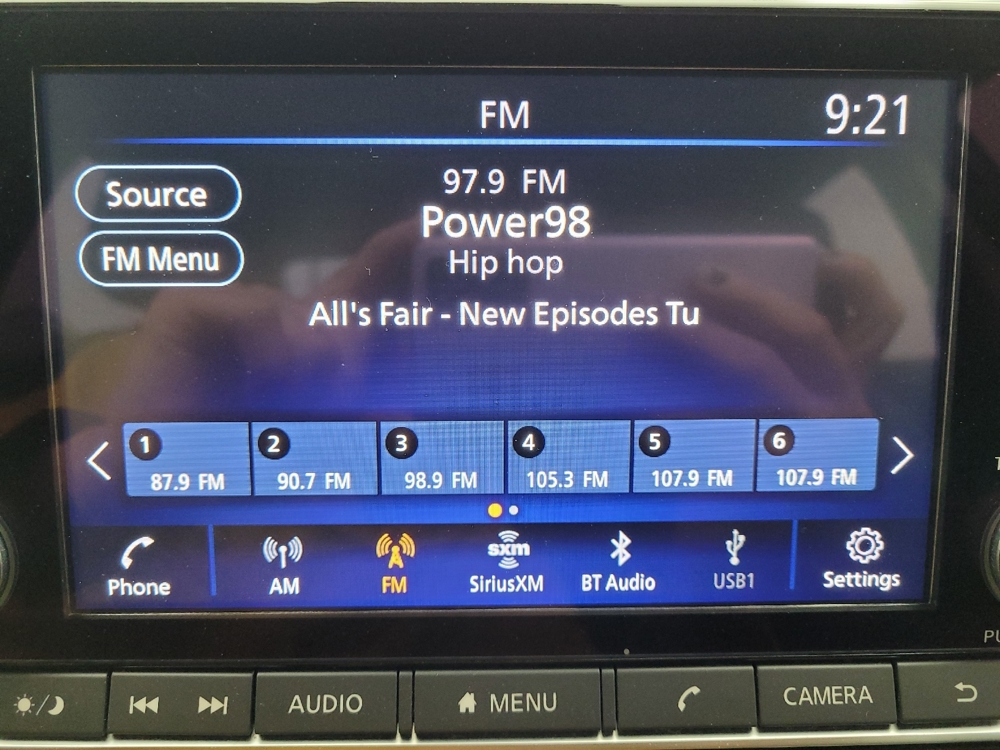 FM
9:21
Source
97.9 FM
Power98
FM Menu
Hip hop
All's Fair - New Episodes Tu
1
2
3
4
5
6
87.9 FM
90.7 FM
98.9 FM
105.3 FM
107.9 FM
107.9 FM
sxm
Phone
AM
FM
SiriusXM
BT Audio
USB1
Settings
AUDIO
MENU
CAMERA